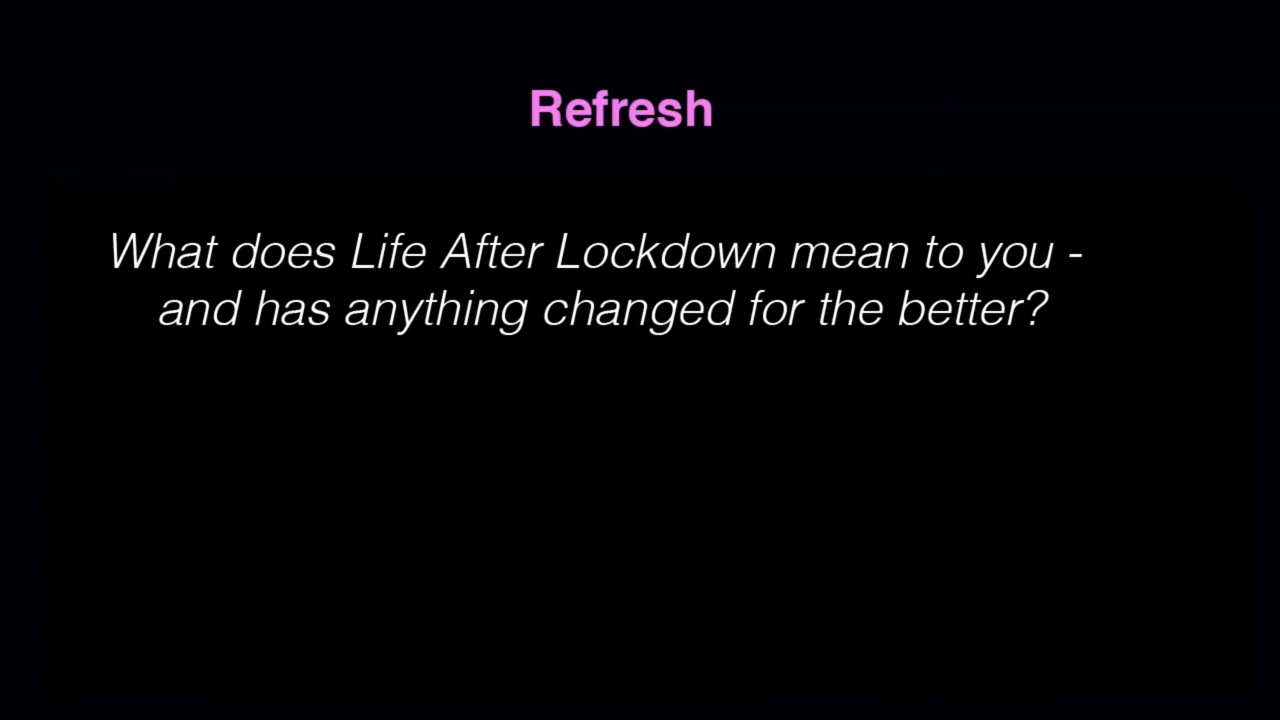 Refresh
What does Life After Lockdown mean to you -
and has anything changed for the better?